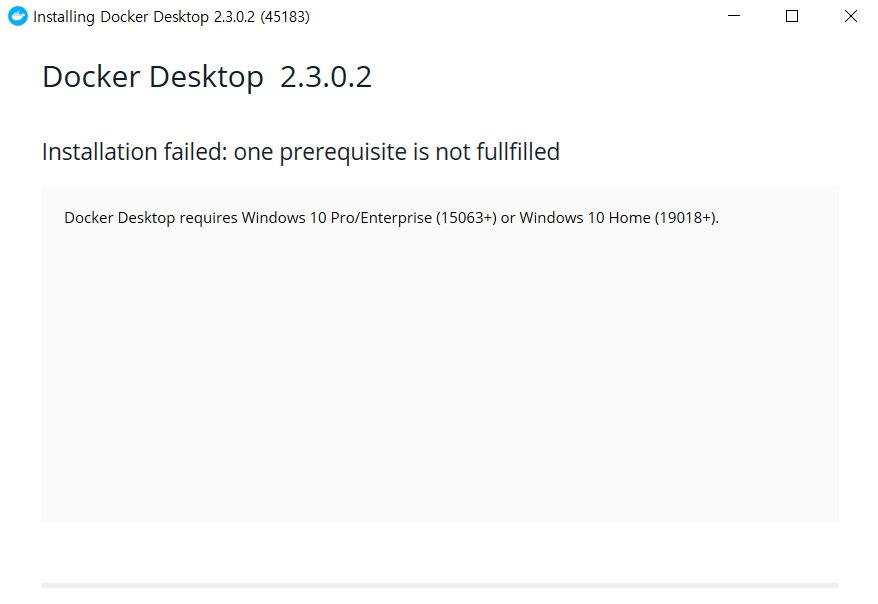 Installing Docker Desktop 2.3.0.2 (45183)
Docker Desktop 2.3.0.2
Installation failed: one prerequisite is not fullfilled
Docker Desktop requires Windows 10 Pro/Enterprise (15063+) or Windows 10 Home (19018+).